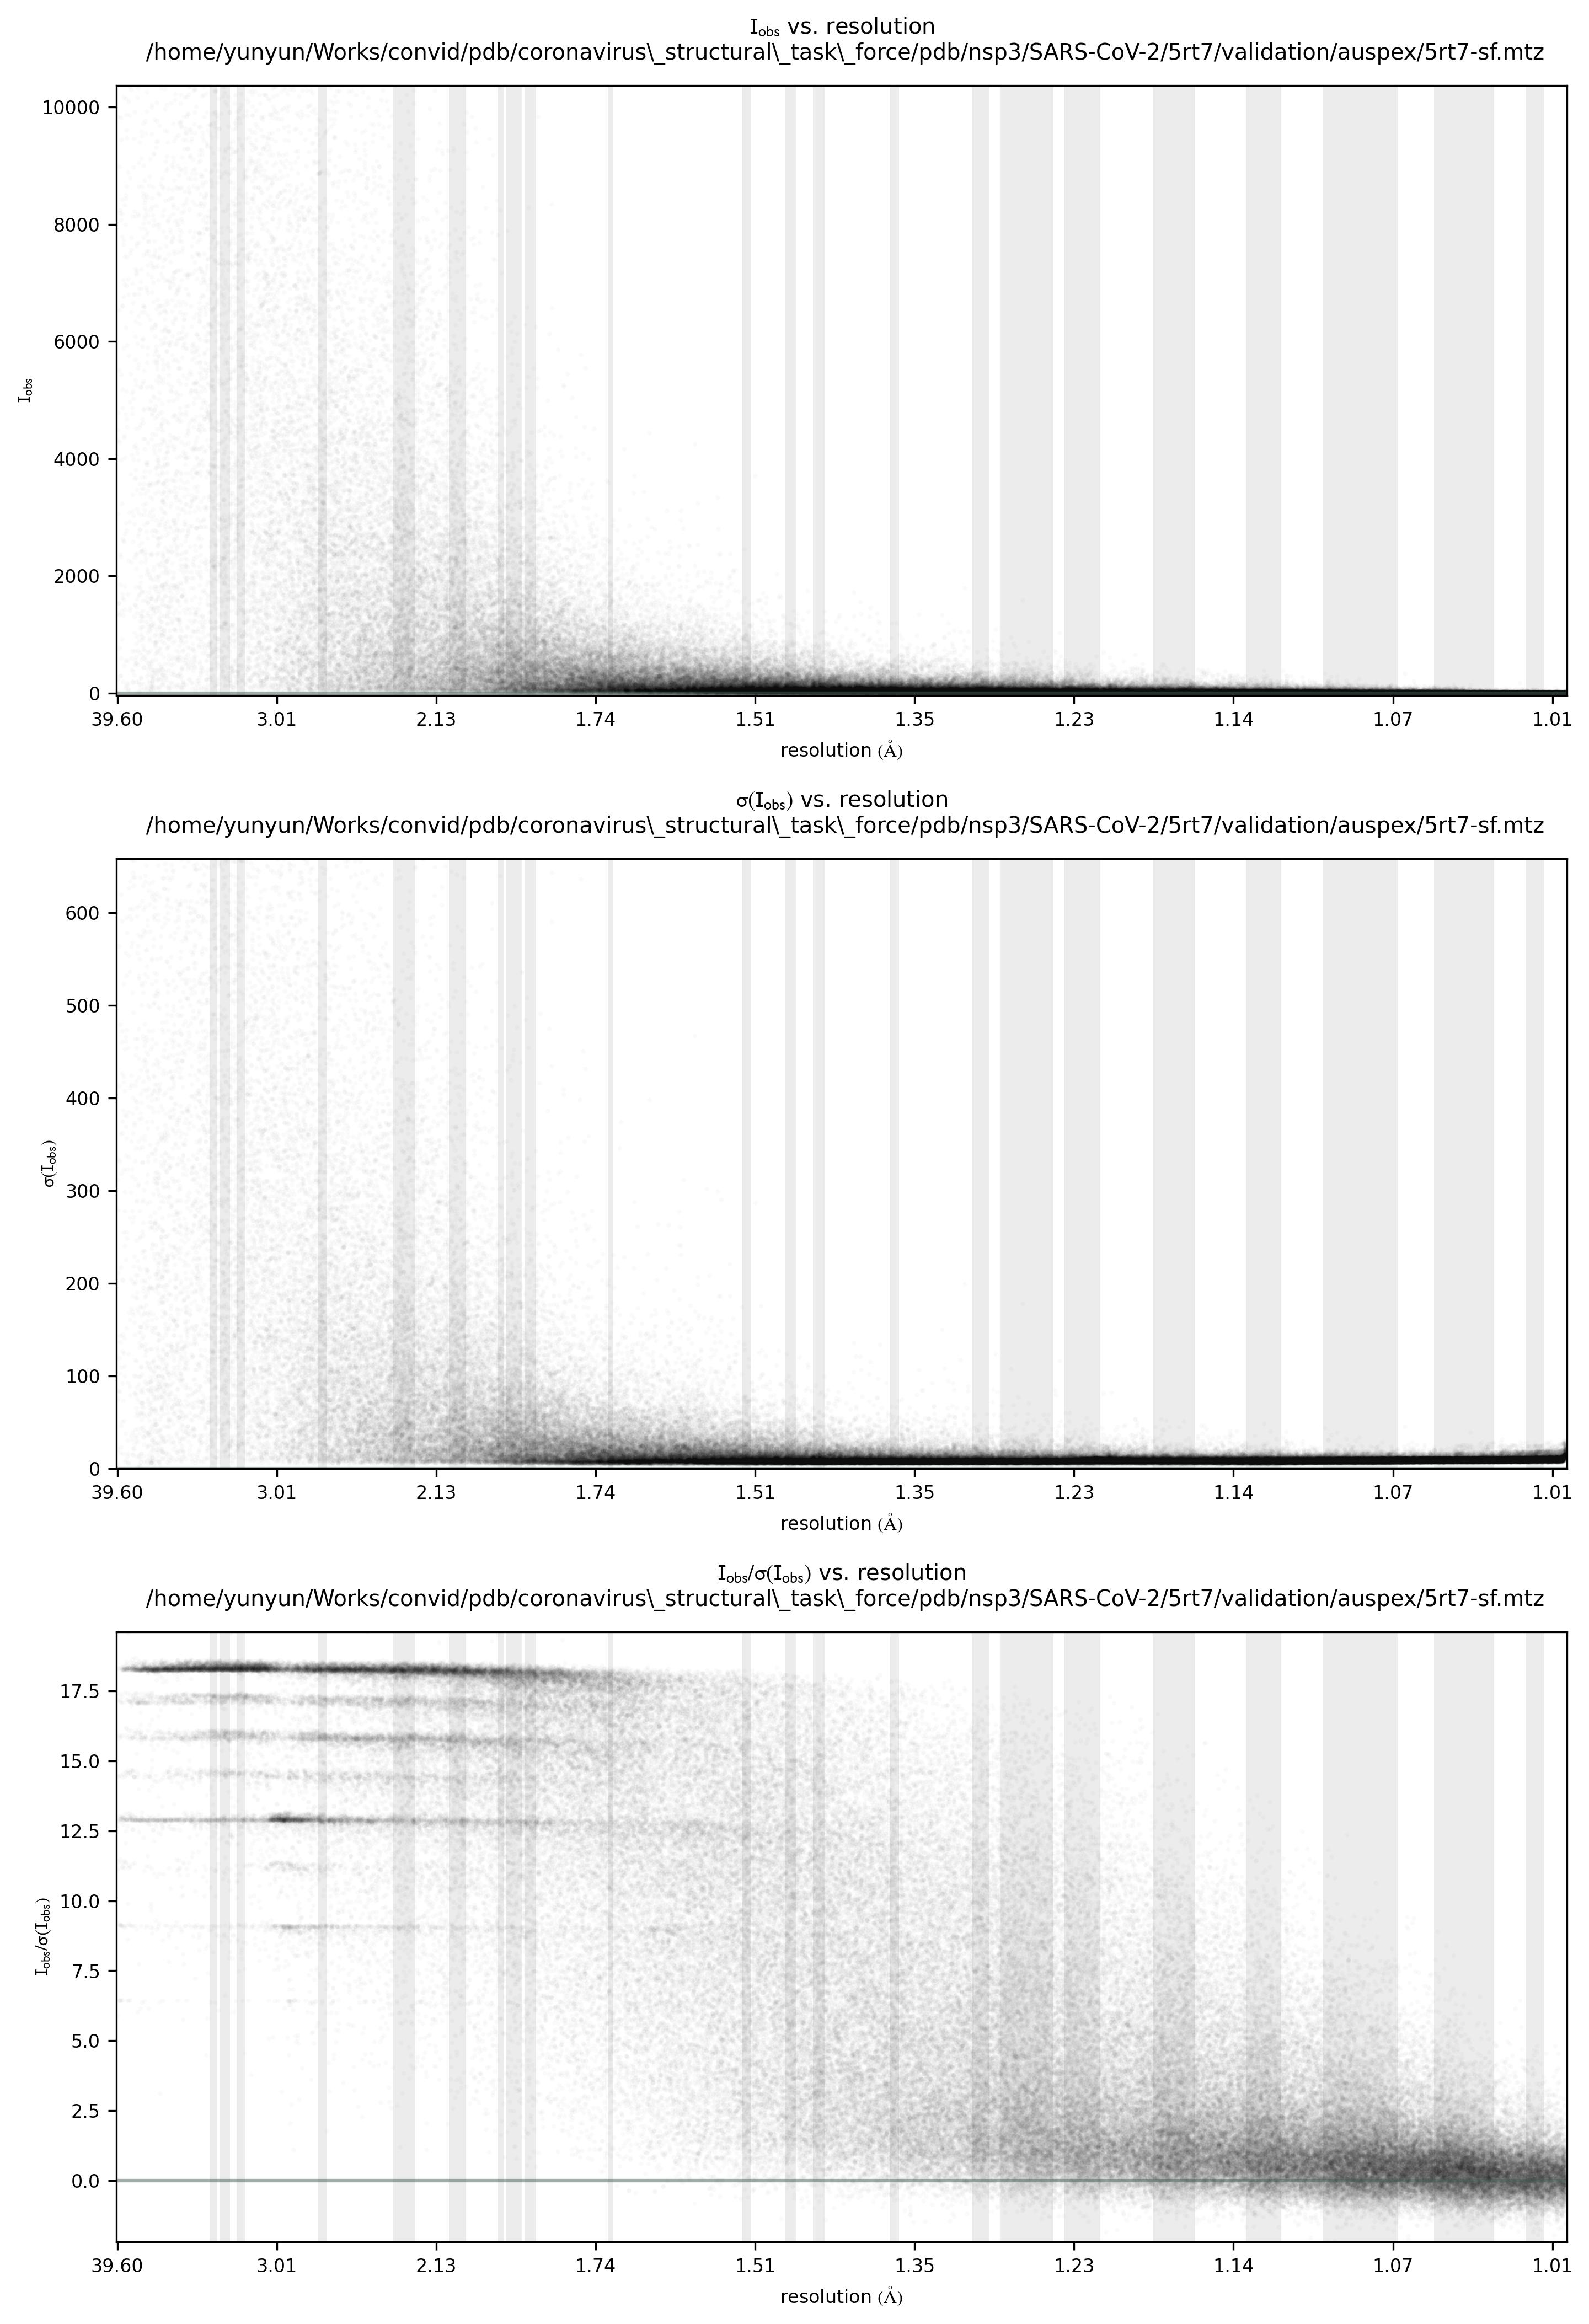 Iobs vs. resolution
/home/yunyun/Works/convid/pdb/coronavirus\_structural\_task\_force/pdb/nsp3/SARS-CoV-2/5rt7/validation/auspex/5rt7-sf.mtz
10000
8000
6000
4000
2000
0
Iobs
39.60 3.01 2.13 1.74 1.51 1.35 1.23 1.14 1.07 1.01
resolution (Å)
σ(Iobs) vs. resolution
/home/yunyun/Works/convid/pdb/coronavirus\_structural\_task\_force/pdb/nsp3/SARS-CoV-2/5rt7/validation/auspex/5rt7-sf.mtz
600
500
400
300
200
100
0
σ(Iobs)
39.60 3.01 2.13 1.74 1.51 1.35 1.23 1.14 1.07 1.01
resolution (Å)
Iobs/σ(Iobs) vs. resolution
/home/yunyun/Works/convid/pdb/coronavirus\_structural\_task\_force/pdb/nsp3/SARS-CoV-2/5rt7/validation/auspex/5rt7-sf.mtz
17.5
15.0
12.5
10.0
7.5
5.0
2.5
0.0
Iobs/σ(Iobs)
39.60 3.01 2.13 1.74 1.51 1.35 1.23 1.14 1.07 1.01
resolution (Å)